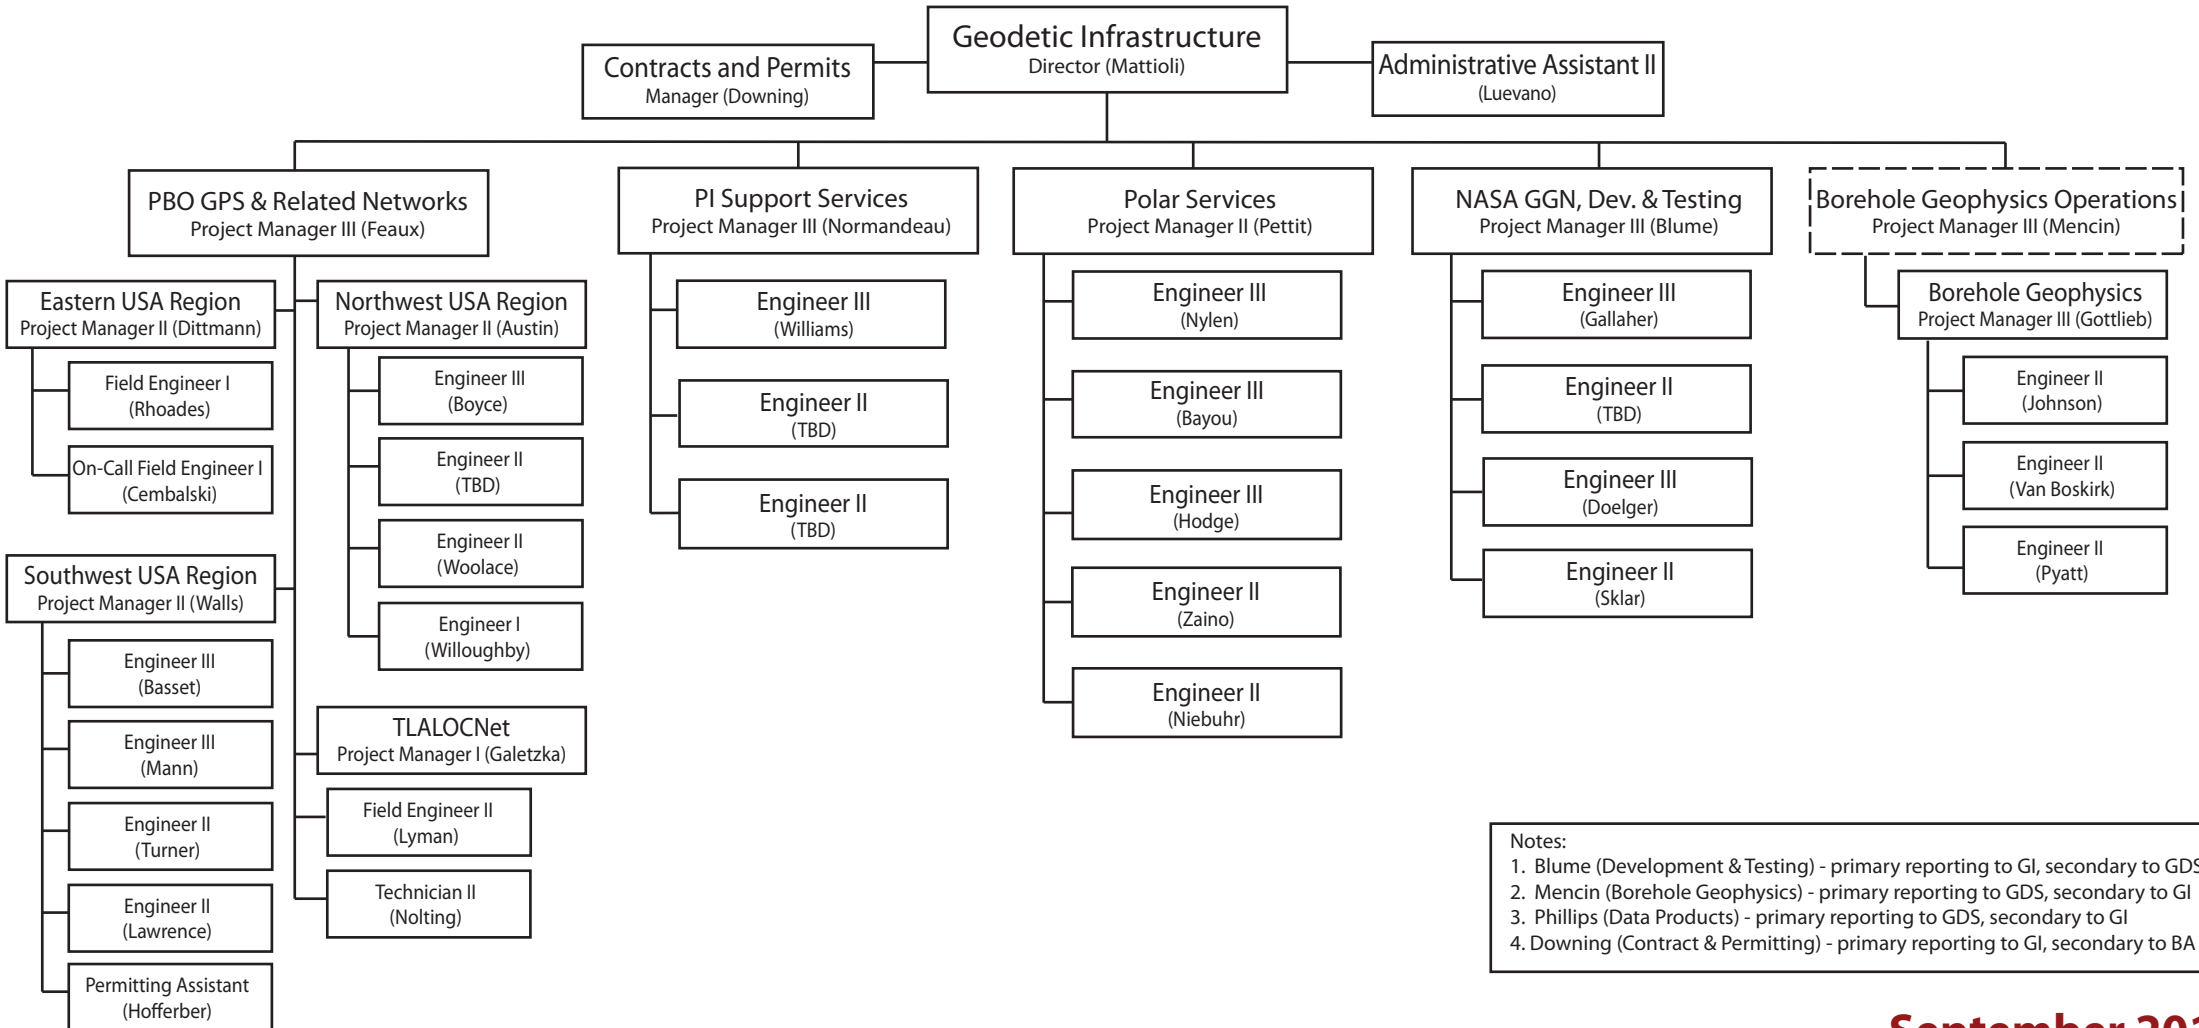 Geodetic Infrastructure
Director (Mattioli)
Contracts and Permits
Manager (Downing)
Administrative Assistant II
(Luevano)
PBO GPS & Related Networks
Project Manager III (Feaux)
Eastern USA Region
Project Manager II (Dittmann)
Field Engineer I
(Rhoades)
On-Call Field Engineer I
(Cembalski)
Southwest USA Region
Project Manager II (Walls)
Engineer III
(Basset)
Engineer III
(Mann)
Engineer II
(Turner)
Engineer II
(Lawrence)
Permitting Assistant
(Hofferber)
Northwest USA Region
Project Manager II (Austin)
Engineer III
(Boyce)
Engineer II
(TBD)
Engineer II
(Woolace)
Engineer I
(Willoughby)
TLALOCNet
Project Manager I (Galetzka)
Field Engineer II
(Lyman)
Technician II
(Nolting)
PI Support Services
Project Manager III (Normandeau)
Engineer III
(Williams)
Engineer II
(TBD)
Engineer II
(TBD)
Polar Services
Project Manager II (Pettit)
Engineer III
(Nylen)
Engineer III
(Bayou)
Engineer III
(Hodge)
Engineer II
(Zaino)
Engineer II
(Niebuhr)
NASA GGN, Dev. & Testing
Project Manager III (Blume)
Engineer III
(Gallaher)
Engineer II
(TBD)
Engineer III
(Doelger)
Engineer II
(Sklar)
Borehole Geophysics Operations
Project Manager III (Mencin)
Borehole Geophysics
Project Manager III (Gottlieb)
Engineer II
(Johnson)
Engineer II
(Van Boskirk)
Engineer II
(Pyatt)
Notes:
1. Blume (Development & Testing) - primary reporting to GI, secondary to GDS
2. Mencin (Borehole Geophysics) - primary reporting to GDS, secondary to GI
3. Phillips (Data Products) - primary reporting to GDS, secondary to GI
4. Downing (Contract & Permitting) - primary reporting to GI, secondary to BA
September